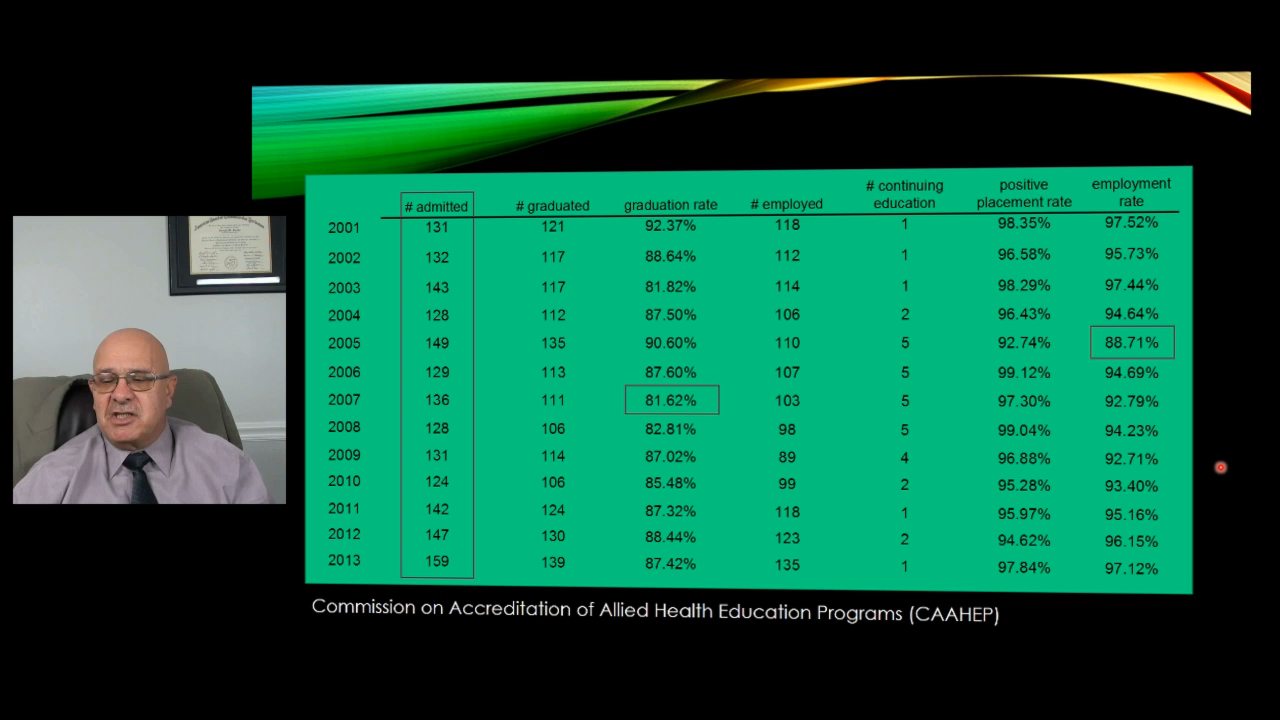 # admitted # graduated graduation rate # employed # continuing education positive placement rate employment rate
2001 131 121 92.37% 118 1 98.35% 97.52%
2002 132 117 88.64% 112 1 96.58% 95.73%
2003 143 117 81.82% 114 1 98.29% 97.44%
2004 128 112 87.50% 106 2 96.43% 94.64%
2005 149 135 90.60% 110 5 92.74% 88.71%
2006 129 113 87.60% 107 5 99.12% 94.69%
2007 136 111 81.62% 103 5 97.30% 92.79%
2008 128 106 82.81% 98 5 99.04% 94.23%
2009 131 114 87.02% 89 4 96.88% 92.71%
2010 124 106 85.48% 99 2 95.28% 93.40%
2011 142 124 87.32% 118 1 95.97% 95.16%
2012 147 130 88.44% 123 2 94.62% 96.15%
2013 159 139 87.42% 135 1 97.84% 97.12%
Commission on Accreditation of Allied Health Education Programs (CAAHEP)